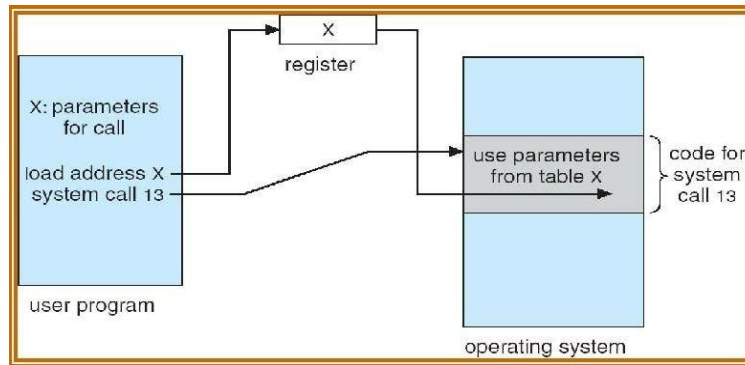 X
register
X: parameters
for call
load address X
system call 13
user program
use parameters
from table X
code for
system
call 13
operating system